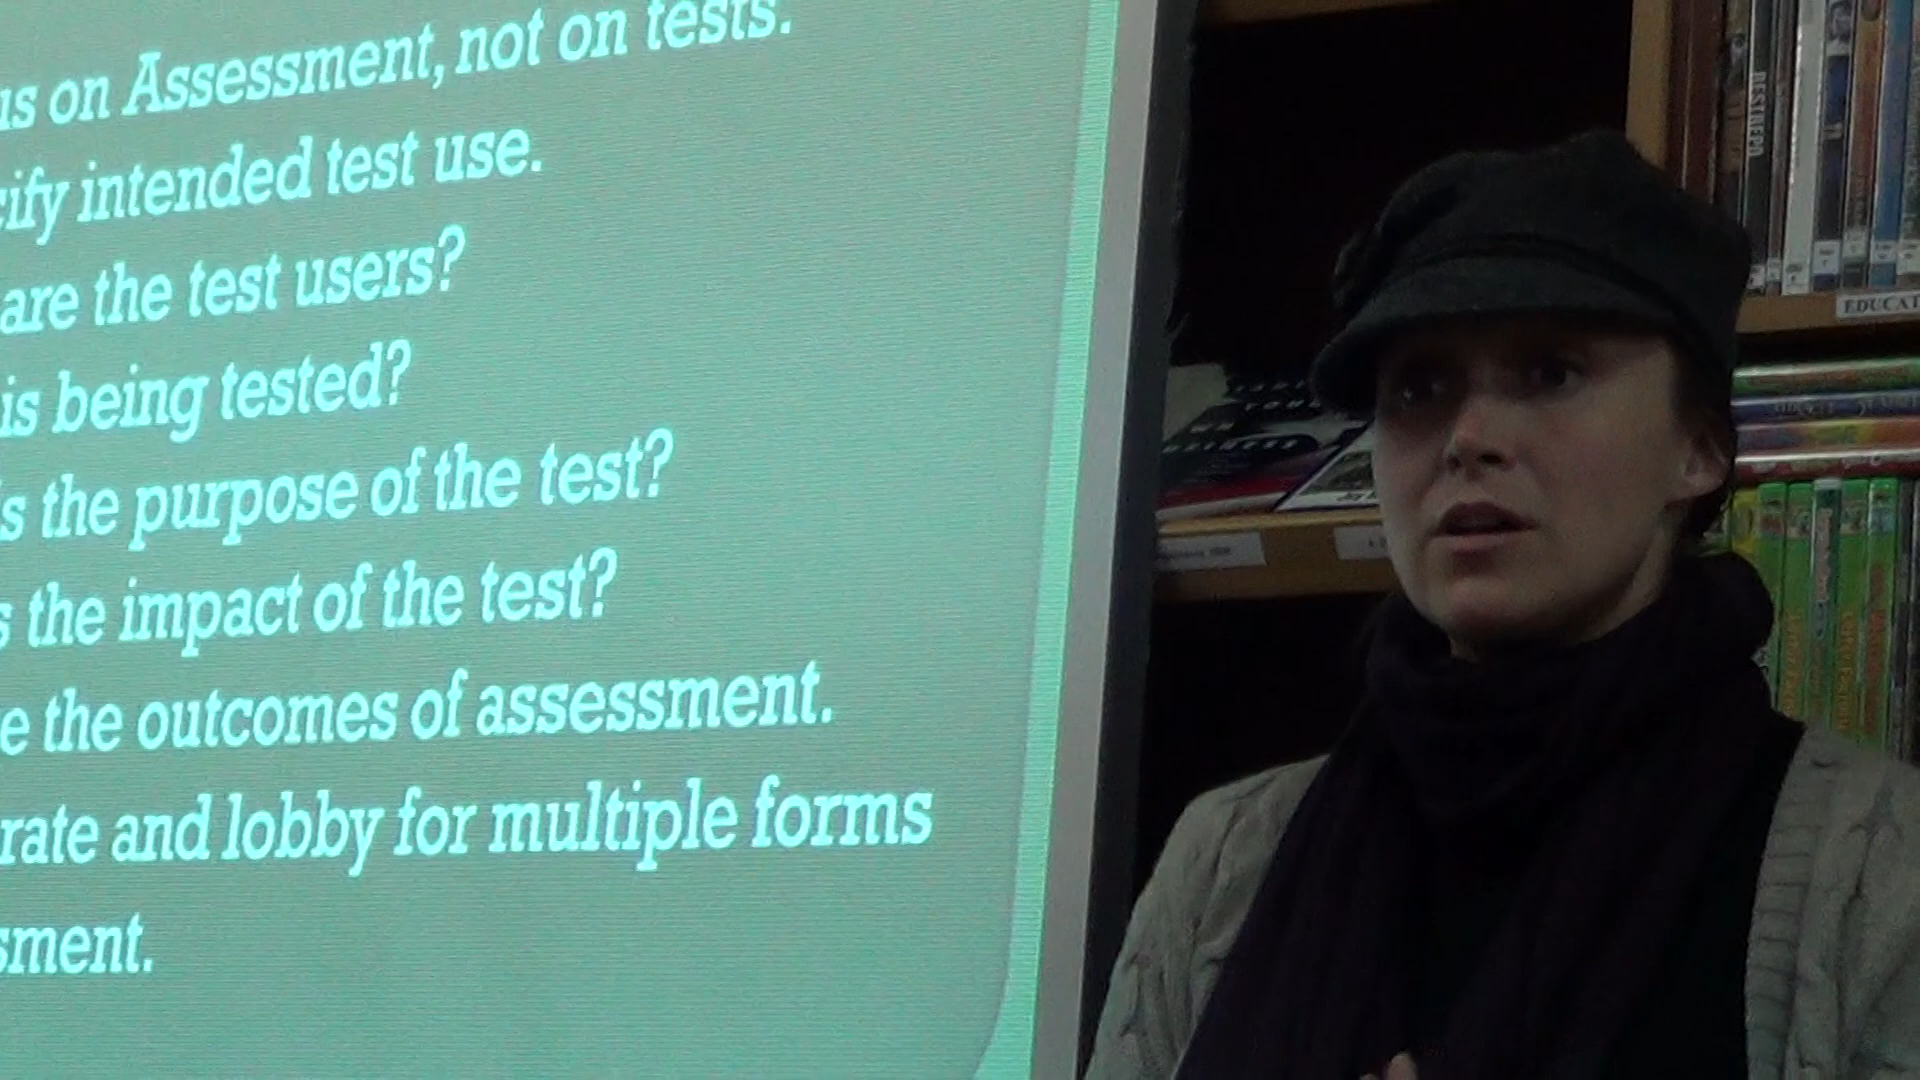 us on Assessment, not on tests.
cify intended test use.
are the test users?
is being tested?
s the purpose of the test?
s the impact of the test?
e the outcomes of assessment.
rate and lobby for multiple forms
sment.
RESTREPO
EDUCAT